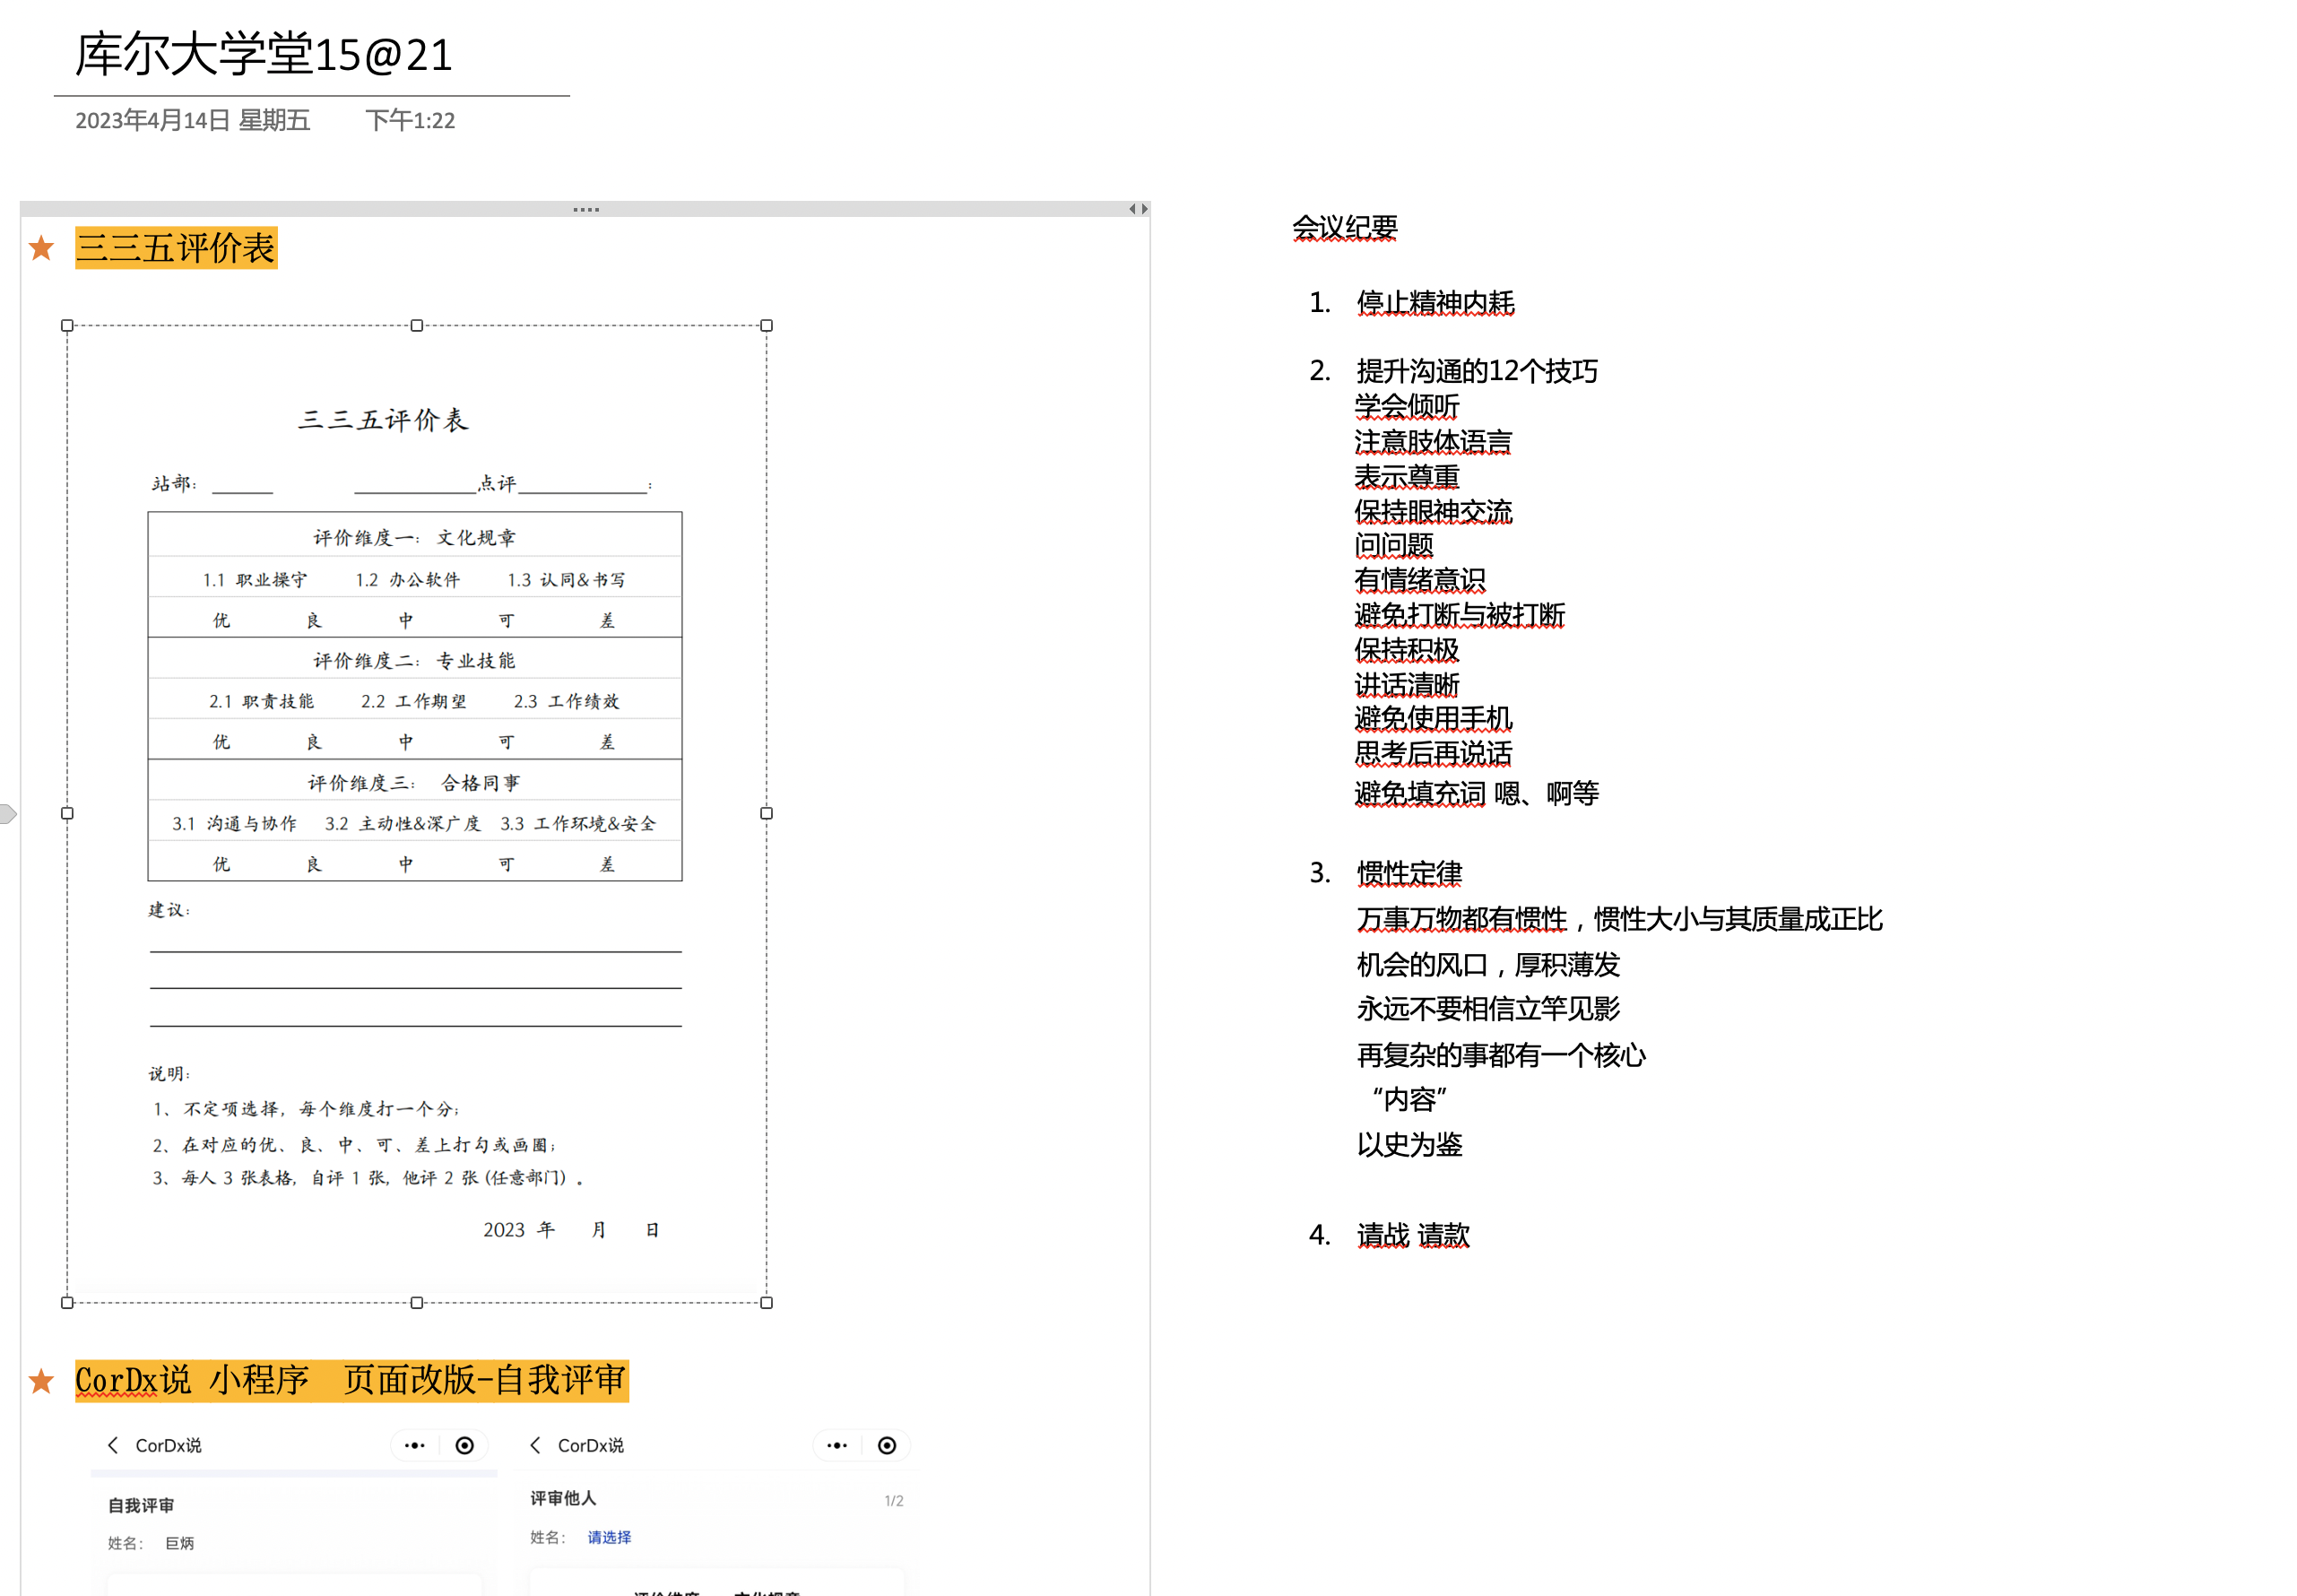 库尔大学堂15@21
2023年4月14日 星期五 下午1:22
三三五评价表
三三五评价表
站部： ______ ____________点评____________：
评价维度一： 文化规章
1.1 职业操守 1.2 办公软件 1.3 认同&书写
优 良 中 可 差
评价维度二： 专业技能
2.1 职责技能 2.2 工作期望 2.3 工作绩效
优 良 中 可 差
评价维度三： 合格同事
3.1 沟通与协作 3.2 主动性&深广度 3.3 工作环境&安全
优 良 中 可 差
建议：
说明：
1、不定项选择，每个维度打一个分；
2、在对应的优、良、中、可、差上打勾或画圈；
3、每人 3 张表格，自评 1 张，他评 2 张（任意部门）。
2023 年 月 日
CorDx说 小程序 页面改版-自我评审
CorDx说
自我评审
姓名： 巨炳
CorDx说
评审他人 1/2
姓名： 请选择
会议纪要
1. 停止精神内耗
2. 提升沟通的12个技巧
学会倾听
注意肢体语言
表示尊重
保持眼神交流
问问题
有情绪意识
避免打断与被打断
保持积极
讲话清晰
避免使用手机
思考后再说话
避免填充词 嗯、啊等
3. 惯性定律
万事万物都有惯性，惯性大小与其质量成正比
机会的风口，厚积薄发
永远不要相信立竿见影
再复杂的事都有一个核心
“内容”
以史为鉴
4. 请战 请款